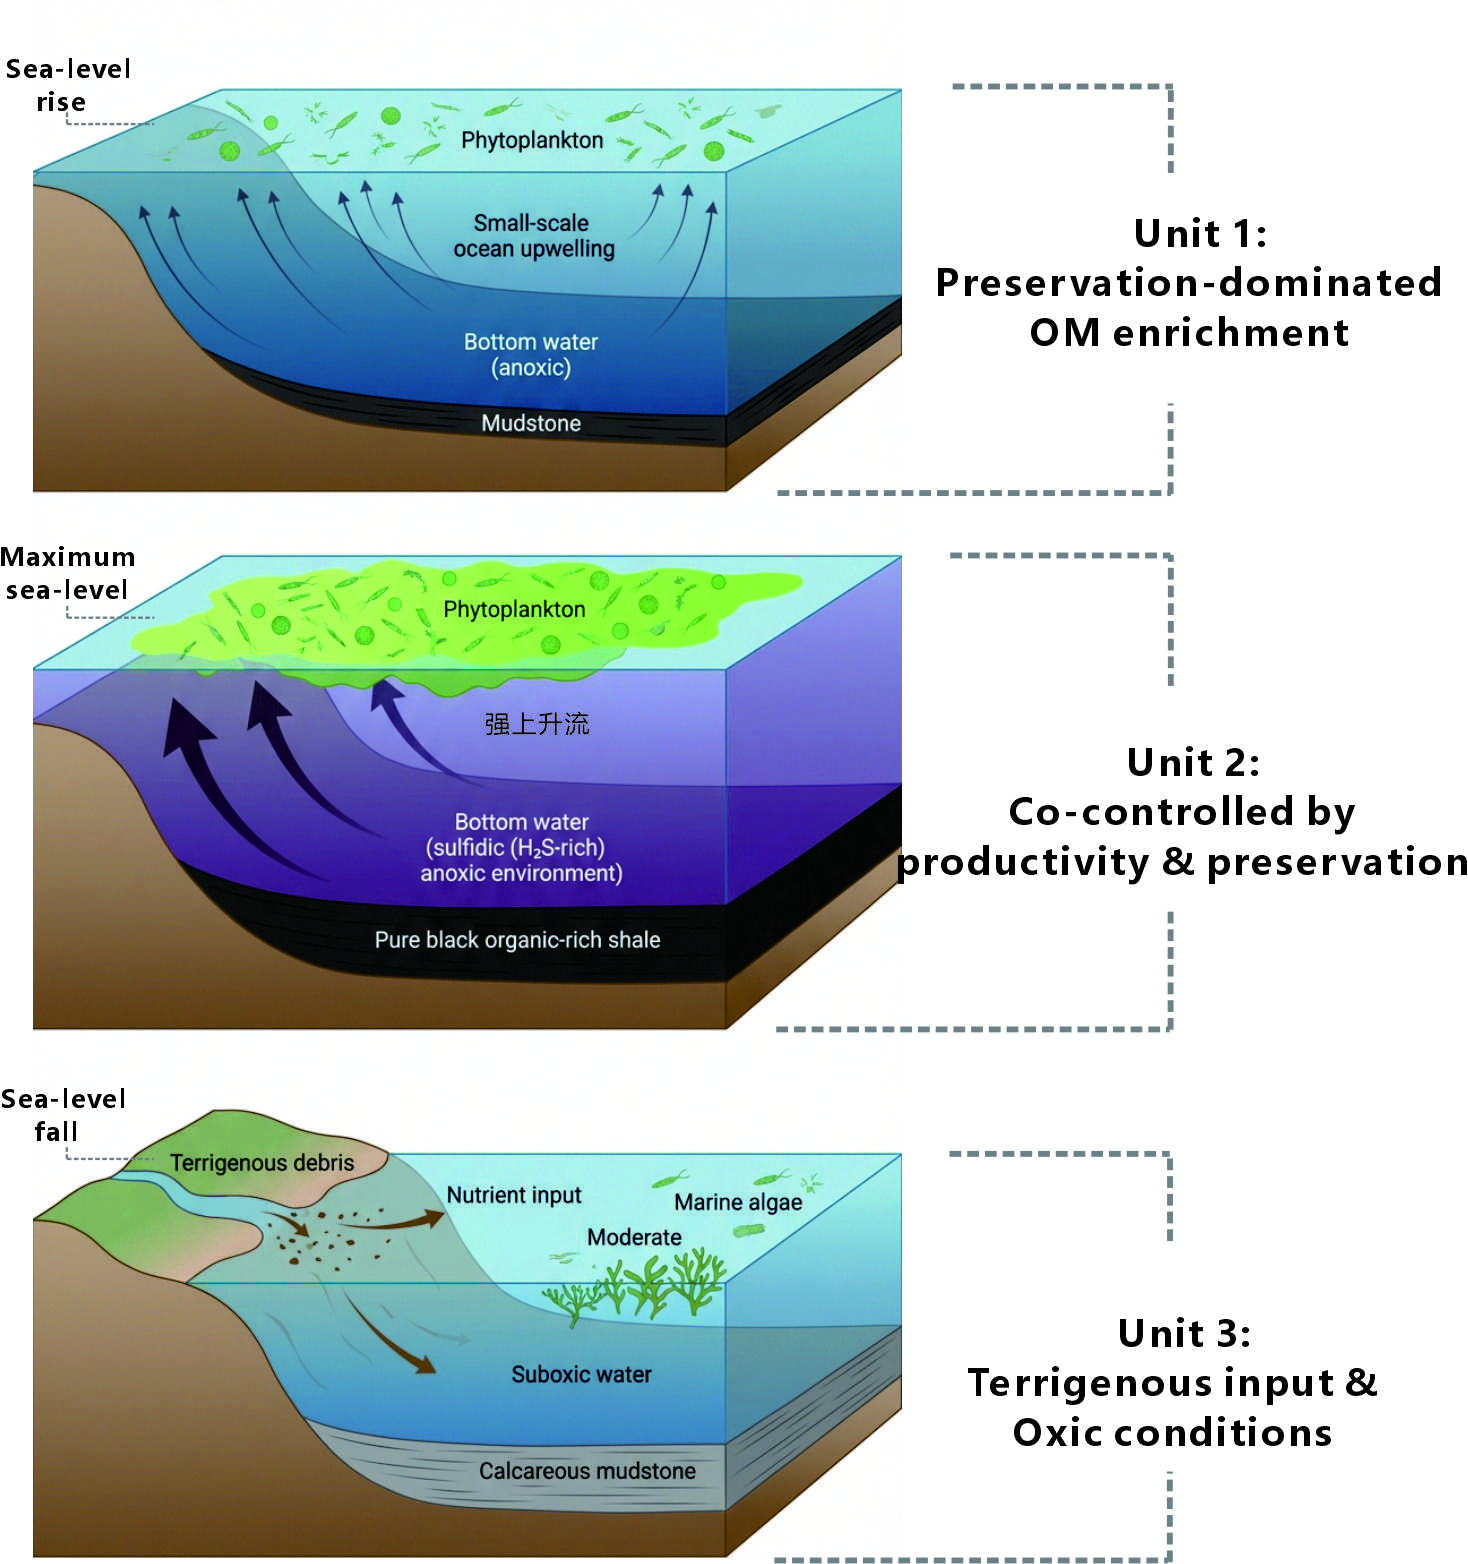 Sea-level
rise
Phytoplankton
Small-scale
ocean upwelling
Bottom water
(anoxic)
Mudstone
Unit 1:
Preservation-dominated
OM enrichment
Maximum
sea-level
Phytoplankton
强上升流
Bottom water
(sulfidic (H₂S-rich)
anoxic environment)
Pure black organic-rich shale
Unit 2:
Co-controlled by
productivity & preservation
Sea-level
fall
Terrigenous debris
Nutrient input
Marine algae
Moderate
Suboxic water
Calcareous mudstone
Unit 3:
Terrigenous input &
Oxic conditions